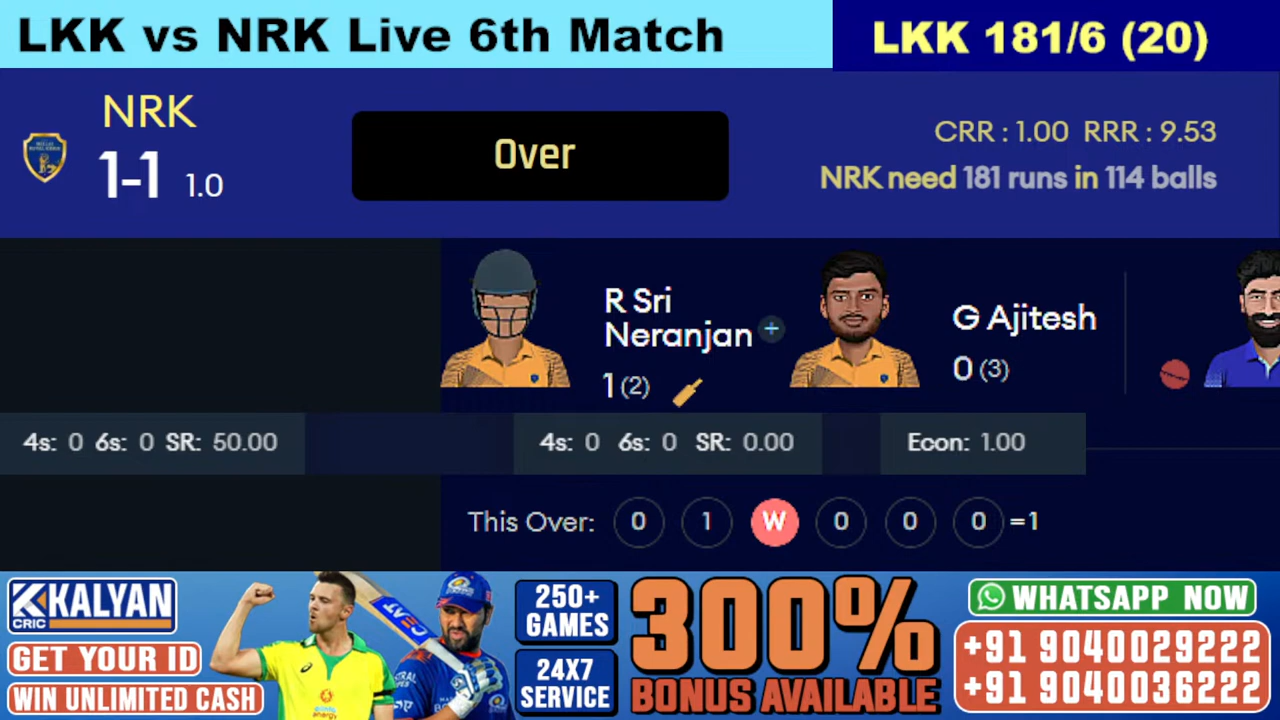 LKK vs NRK Live 6th Match
LKK 181/6 (20)
NRK
1-1 1.0
Over
CRR : 1.00 RRR : 9.53
NRK need 181 runs in 114 balls
R Sri
Neranjan +
1 (2)
G Ajitesh
0 (3)
4s: 0 6s: 0 SR: 50.00
4s: 0 6s: 0 SR: 0.00
Econ: 1.00
This Over: 0 1 W 0 0 0 =1
KALYAN
CRIC
GET YOUR ID
WIN UNLIMITED CASH
CEAT
250+
GAMES
24X7
SERVICE
300%
BONUS AVAILABLE
WHATSAPP NOW
+91 9040029222
+91 9040036222